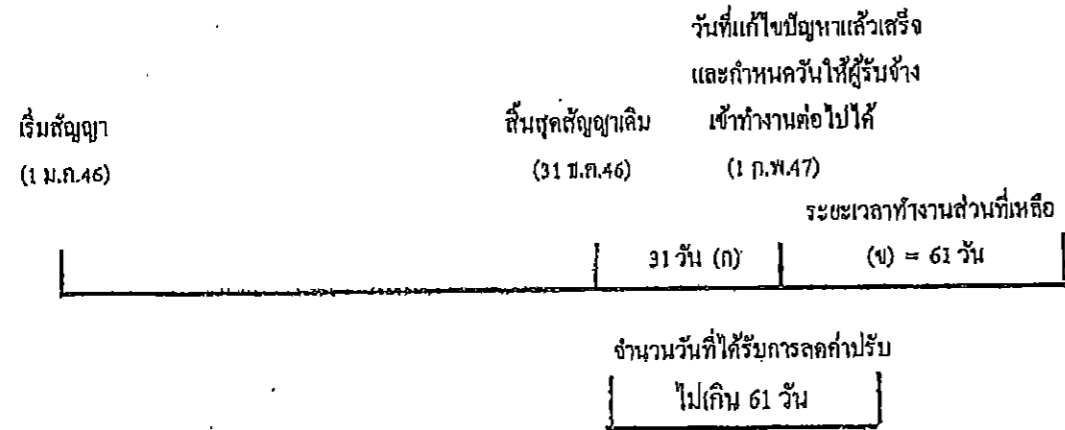 วันที่แก้ไขปัญหาแล้วเสร็จ
และกำหนดวันให้ผู้รับจ้าง
เริ่มสัญญา สิ้นสุดสัญญาเดิม เข้าทำงานต่อไปได้
(1 ม.ค.46) (31 ธ.ค.46) (1 ก.พ.47)
ระยะเวลาทำงานส่วนที่เหลือ
31 วัน (ก) (ข) = 61 วัน
จำนวนวันที่ได้รับการลดค่าปรับ
ไม่เกิน 61 วัน